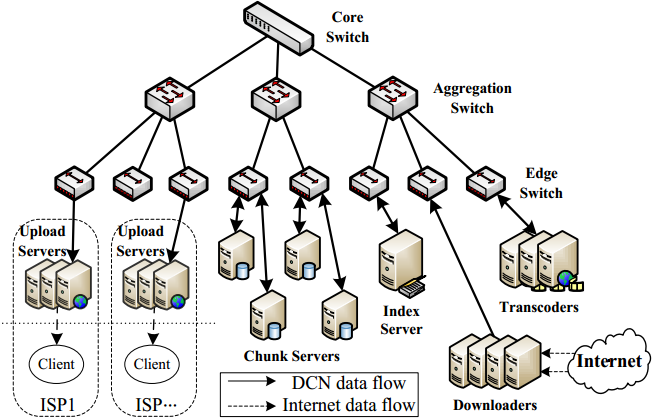 Core
Switch
Aggregation
Switch
Edge
Switch
Upload
Servers
Upload
Servers
Client
Client
ISP1
ISP···
Chunk Servers
Index
Server
Transcoders
Downloaders
Internet
DCN data flow
Internet data flow